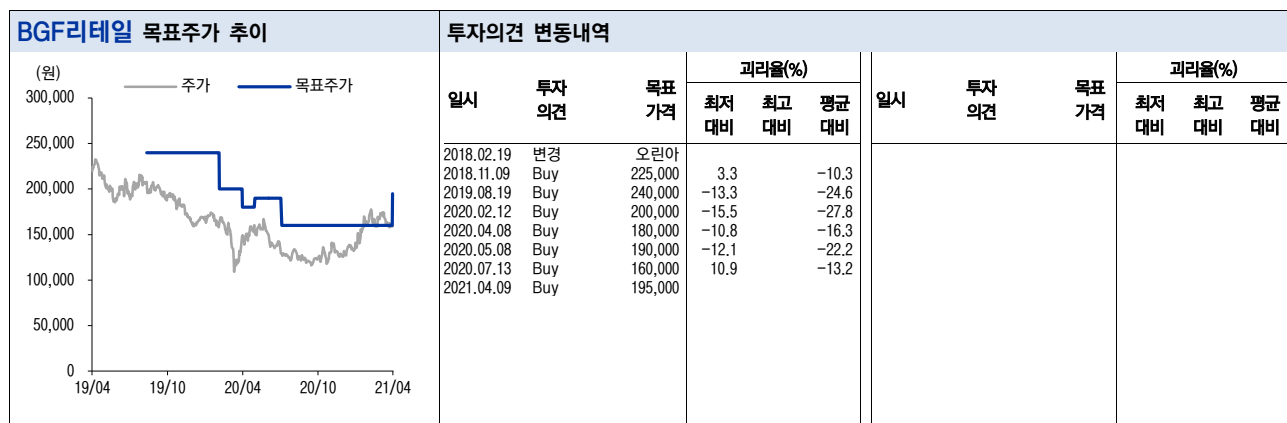 BGF리테일 목표주가 추이
(원)
주가 목표주가
300,000
250,000
200,000
150,000
100,000
50,000
0
19/04 19/10 20/04 20/10 21/04
투자의견 변동내역
일시 투자의견 목표가격 괴리율(%)
최저대비 최고대비 평균대비
2018.02.19 변경 오린아
2018.11.09 Buy 225,000 3.3 −10.3
2019.08.19 Buy 240,000 −13.3 −24.6
2020.02.12 Buy 200,000 −15.5 −27.8
2020.04.08 Buy 180,000 −10.8 −16.3
2020.05.08 Buy 190,000 −12.1 −22.2
2020.07.13 Buy 160,000 10.9 −13.2
2021.04.09 Buy 195,000
일시 투자의견 목표가격 괴리율(%)
최저대비 최고대비 평균대비